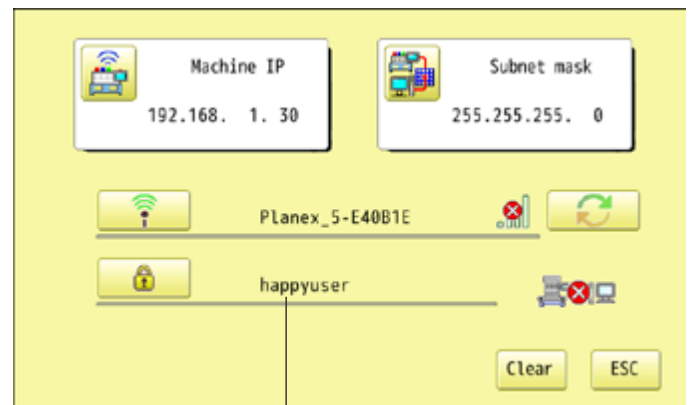 Machine IP
192.168.  1. 30
Subnet mask
255.255.255.  0
Planex_5-E40B1E
happyuser
Clear
ESC